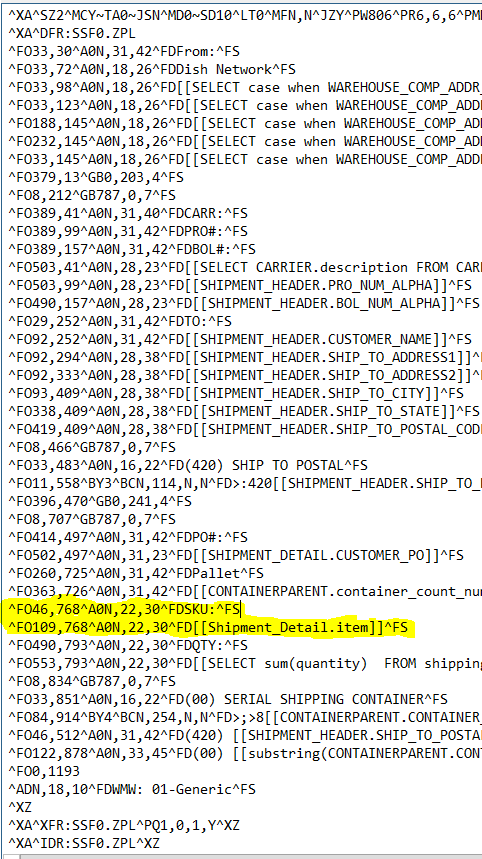 ^XA^SZ2^MCY~TA0~JSN^MD0~SD10^LT0^MFN,N^JZY^PW806^PR6,6,6^PM
^XA^DFR:SSF0.ZPL
^FO33,30^A0N,31,42^FDFrom:^FS
^FO33,72^A0N,18,26^FDDish Network^FS
^FO33,98^A0N,18,26^FD[[SELECT case when WAREHOUSE_COMP_ADDR_
^FO33,123^A0N,18,26^FD[[SELECT case when WAREHOUSE_COMP_ADD
^FO188,145^A0N,18,26^FD[[SELECT case when WAREHOUSE_COMP_AD
^FO232,145^A0N,18,26^FD[[SELECT case when WAREHOUSE_COMP_AD
^FO33,145^A0N,18,26^FD[[SELECT case when WAREHOUSE_COMP_ADD
^FO379,13^GB0,203,4^FS
^FO8,212^GB787,0,7^FS
^FO389,41^A0N,31,40^FDCARR:^FS
^FO389,99^A0N,31,42^FDPRO#:^FS
^FO389,157^A0N,31,42^FDBOL#:^FS
^FO503,41^A0N,28,23^FD[[SELECT CARRIER.description FROM CAR
^FO503,99^A0N,28,23^FD[[SHIPMENT_HEADER.PRO_NUM_ALPHA]]^FS
^FO490,157^A0N,28,23^FD[[SHIPMENT_HEADER.BOL_NUM_ALPHA]]^FS
^FO29,252^A0N,31,42^FDTO:^FS
^FO92,252^A0N,31,42^FD[[SHIPMENT_HEADER.CUSTOMER_NAME]]^FS
^FO92,294^A0N,28,38^FD[[SHIPMENT_HEADER.SHIP_TO_ADDRESS1]]^F
^FO92,333^A0N,28,38^FD[[SHIPMENT_HEADER.SHIP_TO_ADDRESS2]]^F
^FO93,409^A0N,28,38^FD[[SHIPMENT_HEADER.SHIP_TO_CITY]]^FS
^FO338,409^A0N,28,38^FD[[SHIPMENT_HEADER.SHIP_TO_STATE]]^FS
^FO419,409^A0N,28,38^FD[[SHIPMENT_HEADER.SHIP_TO_POSTAL_COD
^FO8,466^GB787,0,7^FS
^FO33,483^A0N,16,22^FD(420) SHIP TO POSTAL^FS
^FO11,558^BY3^BCN,114,N,N^FD>:420[[SHIPMENT_HEADER.SHIP_TO_
^FO396,470^GB0,241,4^FS
^FO8,707^GB787,0,7^FS
^FO414,497^A0N,31,42^FDPO#:^FS
^FO502,497^A0N,31,23^FD[[SHIPMENT_DETAIL.CUSTOMER_PO]]^FS
^FO260,725^A0N,31,42^FDPallet^FS
^FO363,726^A0N,31,42^FD[[CONTAINERPARENT.container_count_nu
^FO46,768^A0N,22,30^FDSKU:^FS
^FO109,768^A0N,22,30^FD[[Shipment_Detail.item]]^FS
^FO490,793^A0N,22,30^FDQTY:^FS
^FO553,793^A0N,22,30^FD[[SELECT sum(quantity) FROM shipping
^FO8,834^GB787,0,7^FS
^FO33,851^A0N,16,22^FD(00) SERIAL SHIPPING CONTAINER^FS
^FO84,914^BY4^BCN,254,N,N^FD>;>8[[CONTAINERPARENT.CONTAINER_
^FO46,512^A0N,31,42^FD(420) [[SHIPMENT_HEADER.SHIP_TO_POSTA
^FO122,878^A0N,33,45^FD(00) [[substring(CONTAINERPARENT.CONT
^FO0,1193
^ADN,18,10^FDWMW: 01-Generic^FS
^XZ
^XA^XFR:SSF0.ZPL^PQ1,0,1,Y^XZ
^XA^IDR:SSF0.ZPL^XZ